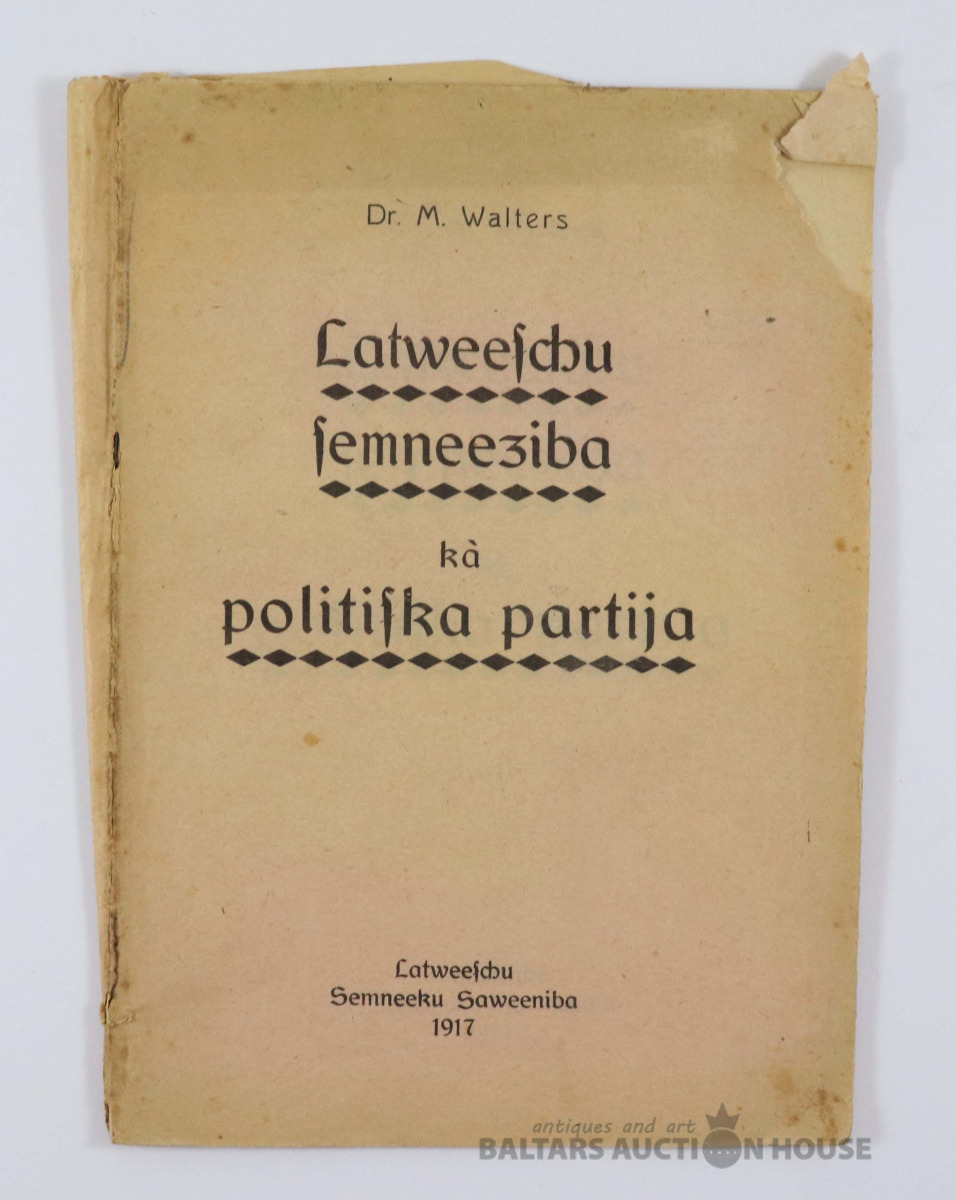 Dr. M. Walters
Latweeſchu
ſemneeziba
kà
politiſka partija
Latweeſchu
Semneeku Saweeniba
1917
antiques and art
BALTARS AUCTION HOUSE